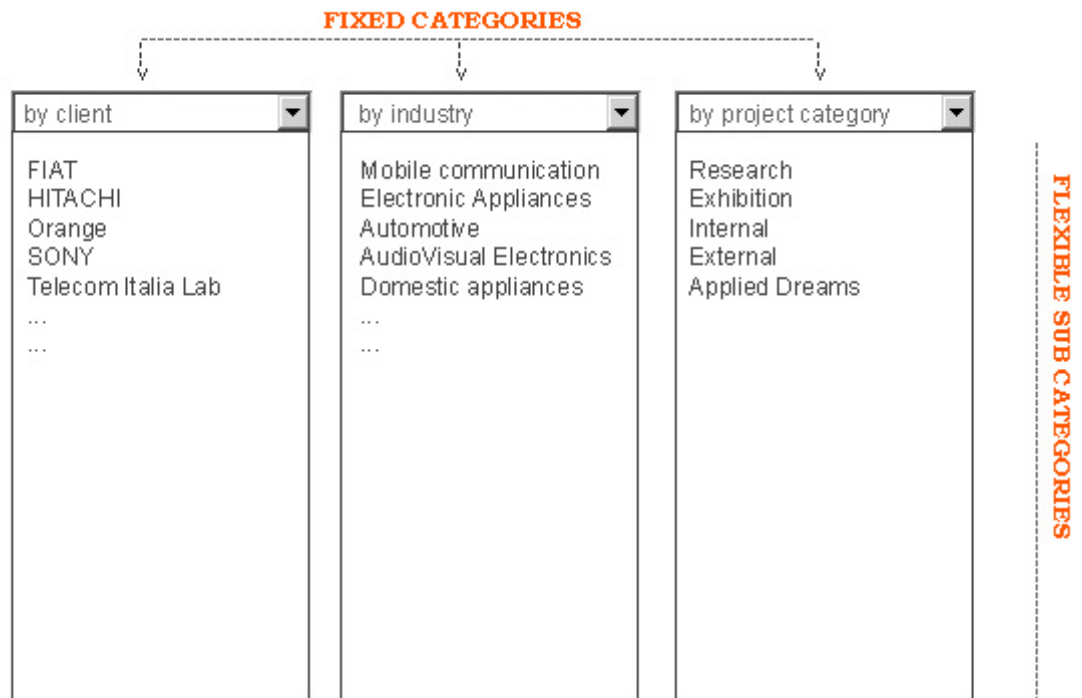 FIXED CATEGORIES
by client
FIAT
HITACHI
Orange
SONY
Telecom Italia Lab
...
...
by industry
Mobile communication
Electronic Appliances
Automotive
AudioVisual Electronics
Domestic appliances
...
...
by project category
Research
Exhibition
Internal
External
Applied Dreams
FLEXIBLE SUB CATEGORIES